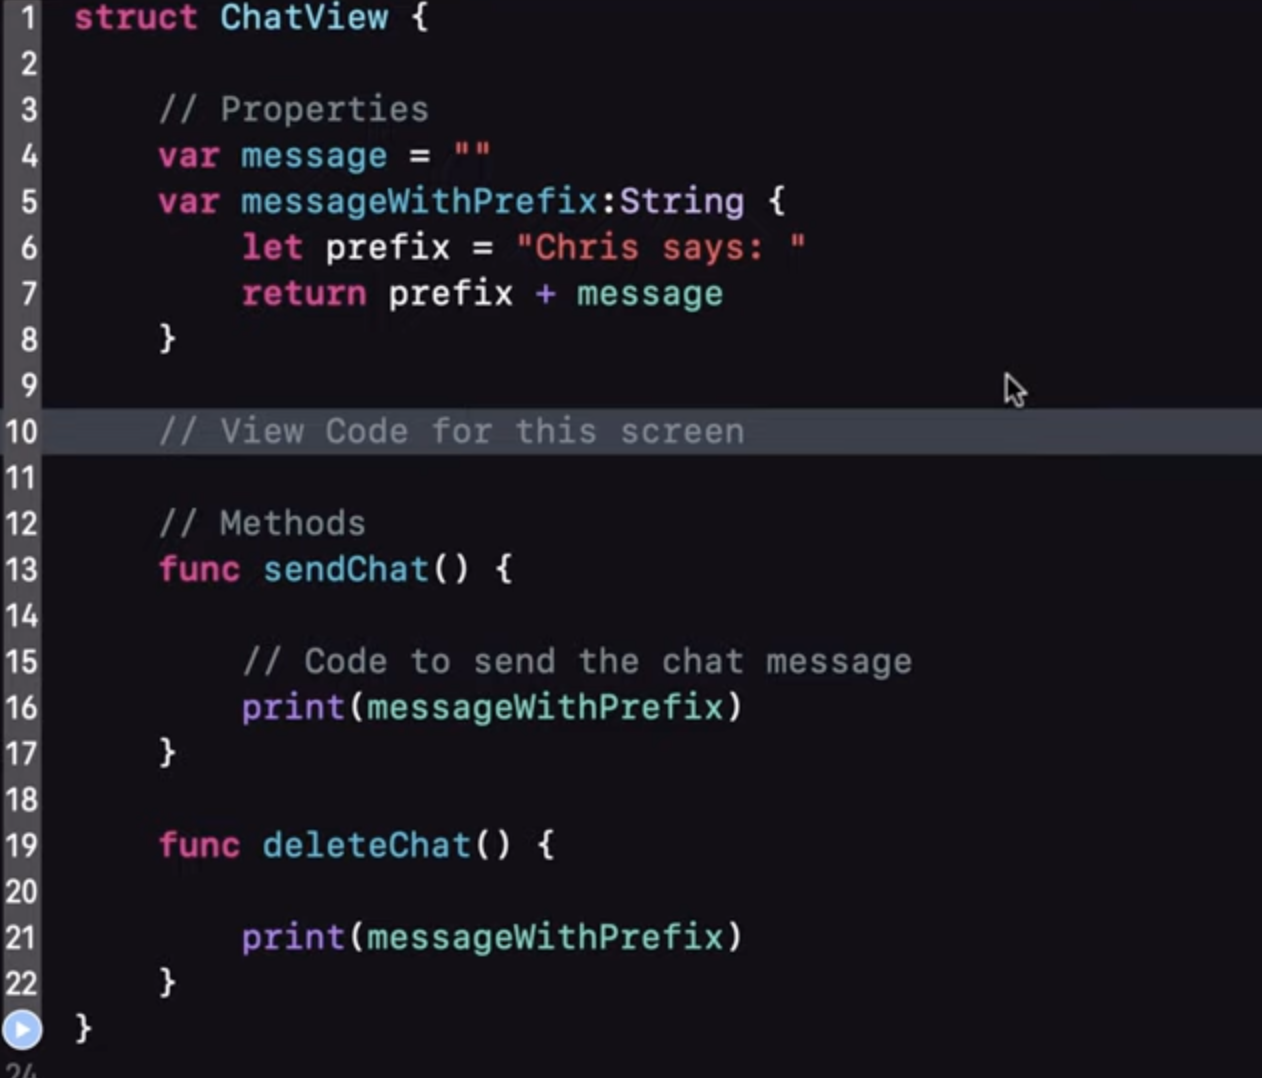 1 struct ChatView {
2
3 // Properties
4 var message = ""
5 var messageWithPrefix:String {
6 let prefix = "Chris says: "
7 return prefix + message
8 }
9
10 // View Code for this screen
11
12 // Methods
13 func sendChat() {
14
15 // Code to send the chat message
16 print(messageWithPrefix)
17 }
18
19 func deleteChat() {
20
21 print(messageWithPrefix)
22 }
}
24